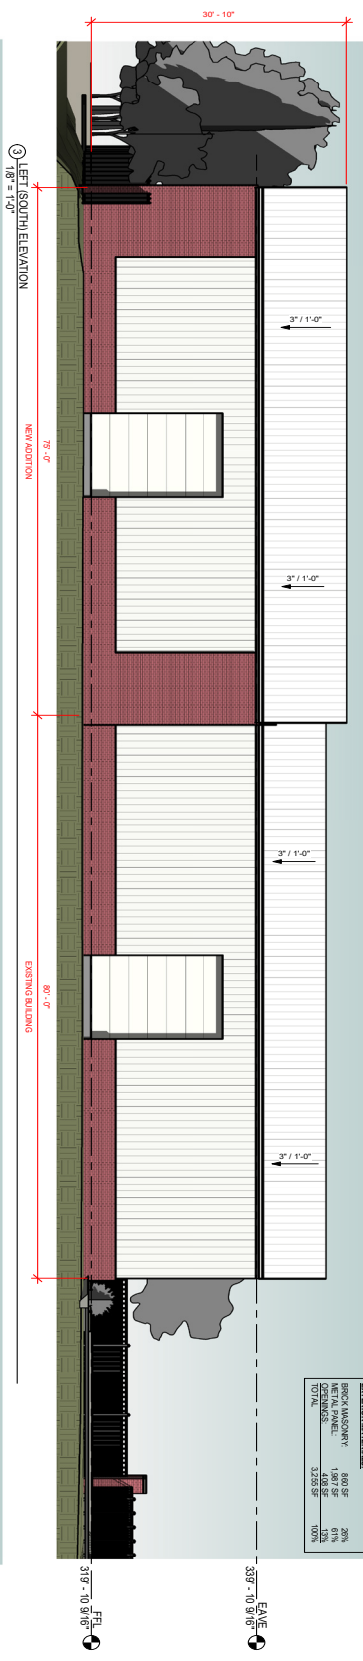 30' - 10"
3" / 1'-0"
3" / 1'-0"
3" / 1'-0"
3" / 1'-0"
BRICK MASONRY: 860 SF 26%
METAL PANEL: 1,987 SF 61%
OPENINGS: 408 SF 13%
TOTAL 3,255 SF 100%
EAVE
339' - 10 9/16"
FFL
319' - 10 9/16"
75' - 0"
NEW ADDITION
80' - 0"
EXISTING BUILDING
3 LEFT (SOUTH) ELEVATION
1/8" = 1'-0"